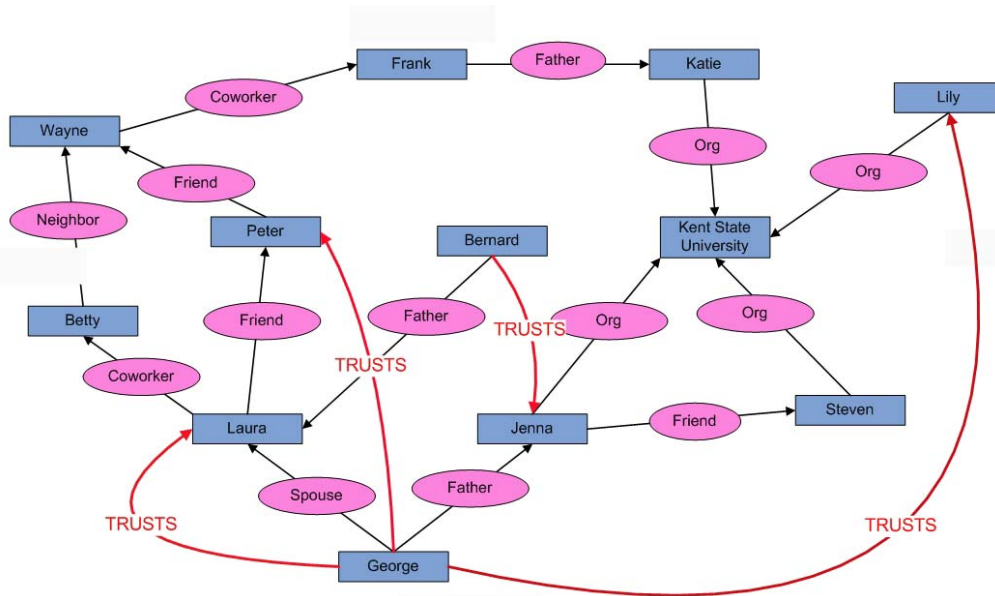 Frank
Father
Katie
Coworker
Lily
Wayne
Org
Org
Friend
Neighbor
Peter
Bernard
Kent State
University
Betty
Friend
Father
Org
Org
TRUSTS
TRUSTS
Coworker
Laura
Jenna
Friend
Steven
Spouse
Father
TRUSTS
TRUSTS
George